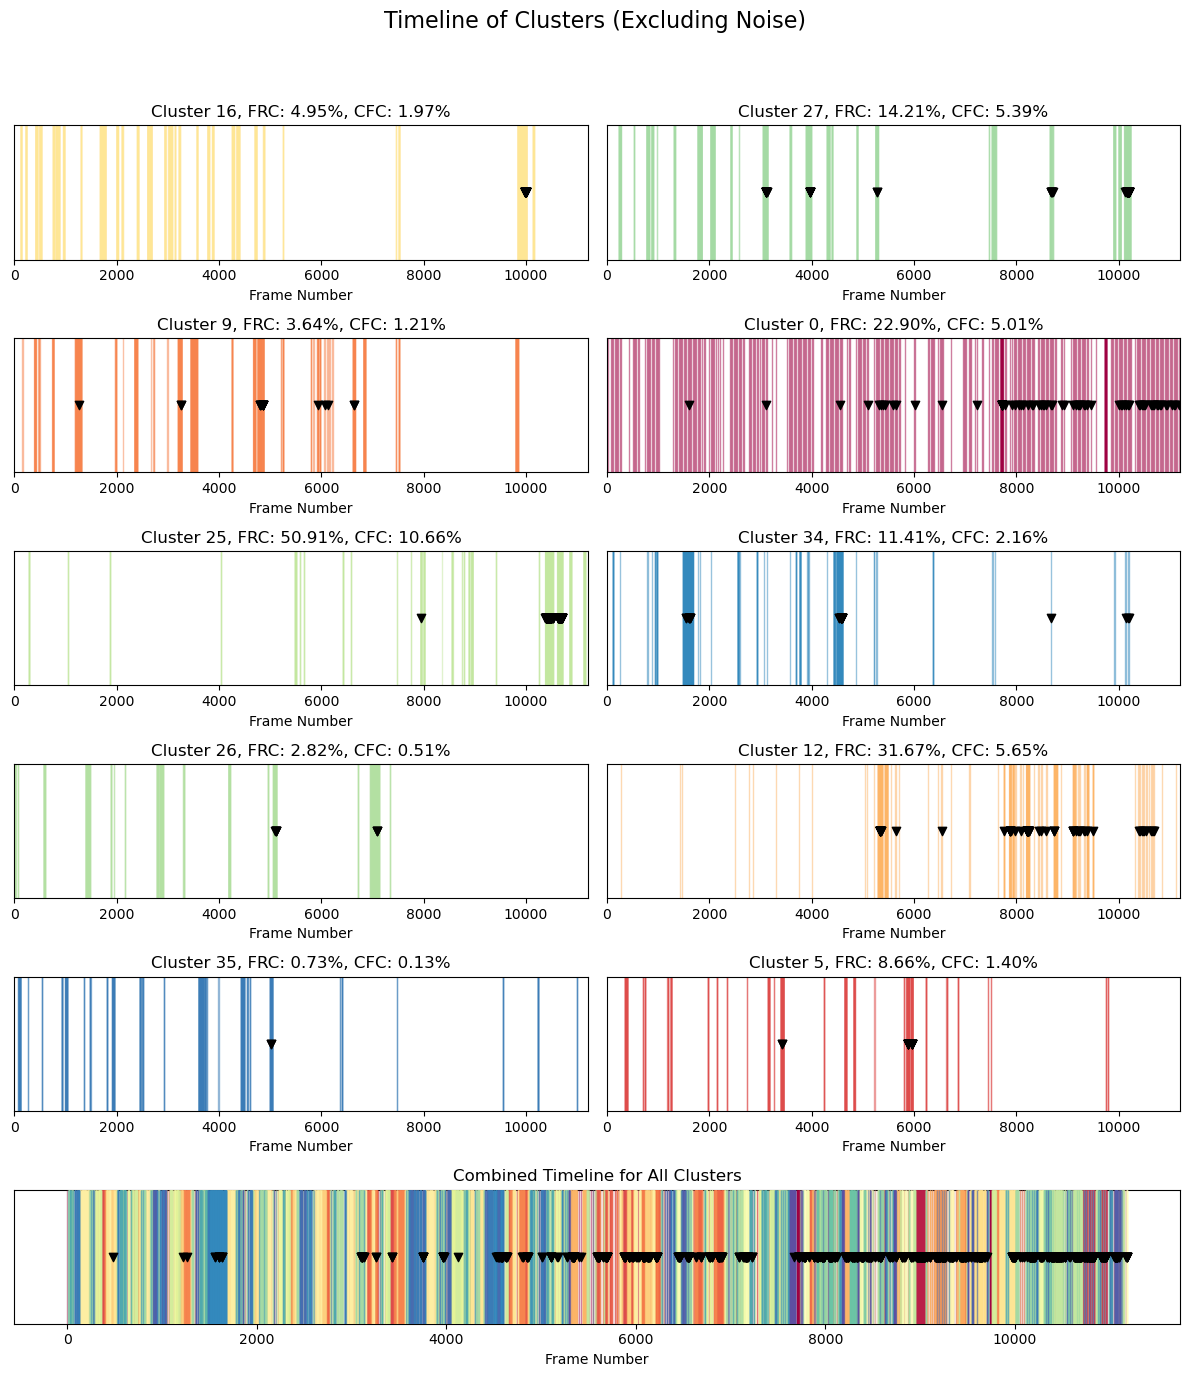 Timeline of Clusters (Excluding Noise)
Cluster 16, FRC: 4.95%, CFC: 1.97%
0 2000 4000 6000 8000 10000
Frame Number
Cluster 27, FRC: 14.21%, CFC: 5.39%
0 2000 4000 6000 8000 10000
Frame Number
Cluster 9, FRC: 3.64%, CFC: 1.21%
0 2000 4000 6000 8000 10000
Frame Number
Cluster 0, FRC: 22.90%, CFC: 5.01%
0 2000 4000 6000 8000 10000
Frame Number
Cluster 25, FRC: 50.91%, CFC: 10.66%
0 2000 4000 6000 8000 10000
Frame Number
Cluster 34, FRC: 11.41%, CFC: 2.16%
0 2000 4000 6000 8000 10000
Frame Number
Cluster 26, FRC: 2.82%, CFC: 0.51%
0 2000 4000 6000 8000 10000
Frame Number
Cluster 12, FRC: 31.67%, CFC: 5.65%
0 2000 4000 6000 8000 10000
Frame Number
Cluster 35, FRC: 0.73%, CFC: 0.13%
0 2000 4000 6000 8000 10000
Frame Number
Cluster 5, FRC: 8.66%, CFC: 1.40%
0 2000 4000 6000 8000 10000
Frame Number
Combined Timeline for All Clusters
0 2000 4000 6000 8000 10000
Frame Number